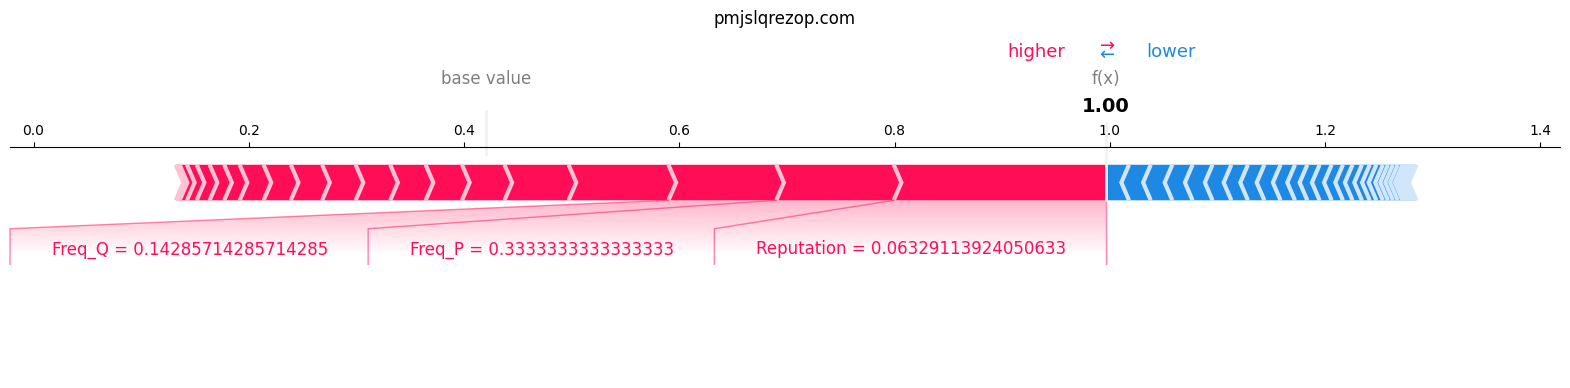 pmjslqrezop.com
higher → ← lower
base value f(x)
1.00
0.0 0.2 0.4 0.6 0.8 1.0 1.2 1.4
Freq_Q = 0.14285714285714285 Freq_P = 0.3333333333333333 Reputation = 0.06329113924050633